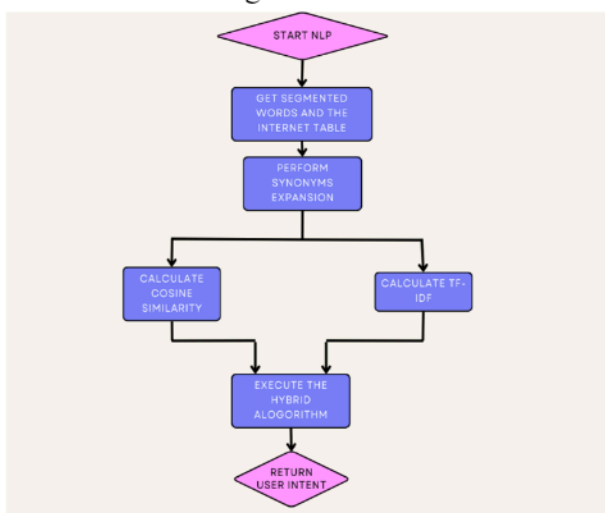 START NLP
GET SEGMENTED
WORDS AND THE
INTERNET TABLE
PERFORM
SYNONYMS
EXPANSION
CALCULATE
COSINE
SIMILARITY
CALCULATE TF-
IDF
EXECUTE THE
HYBRID
ALOGORITHM
RETURN
USER INTENT